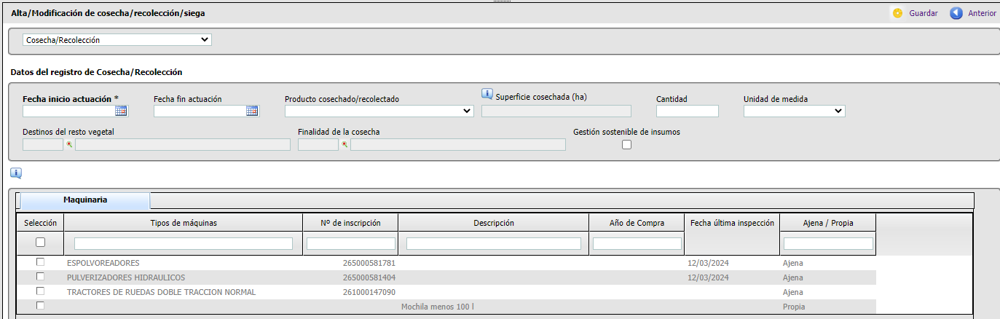 Alta/Modificación de cosecha/recolección/siega
Guardar
Anterior
Cosecha/Recolección
Datos del registro de Cosecha/Recolección
Fecha inicio actuación *
Fecha fin actuación
Producto cosechado/recolectado
Superficie cosechada (ha)
Cantidad
Unidad de medida
Destinos del resto vegetal
Finalidad de la cosecha
Gestión sostenible de insumos
Maquinaria
Selección Tipos de máquinas Nº de inscripción Descripción Año de Compra Fecha última inspección Ajena / Propia
ESPOLVOREADORES 265000581781 12/03/2024 Ajena
PULVERIZADORES HIDRAULICOS 265000581404 12/03/2024 Ajena
TRACTORES DE RUEDAS DOBLE TRACCION NORMAL 261000147090 Ajena
Mochila menos 100 l Propia